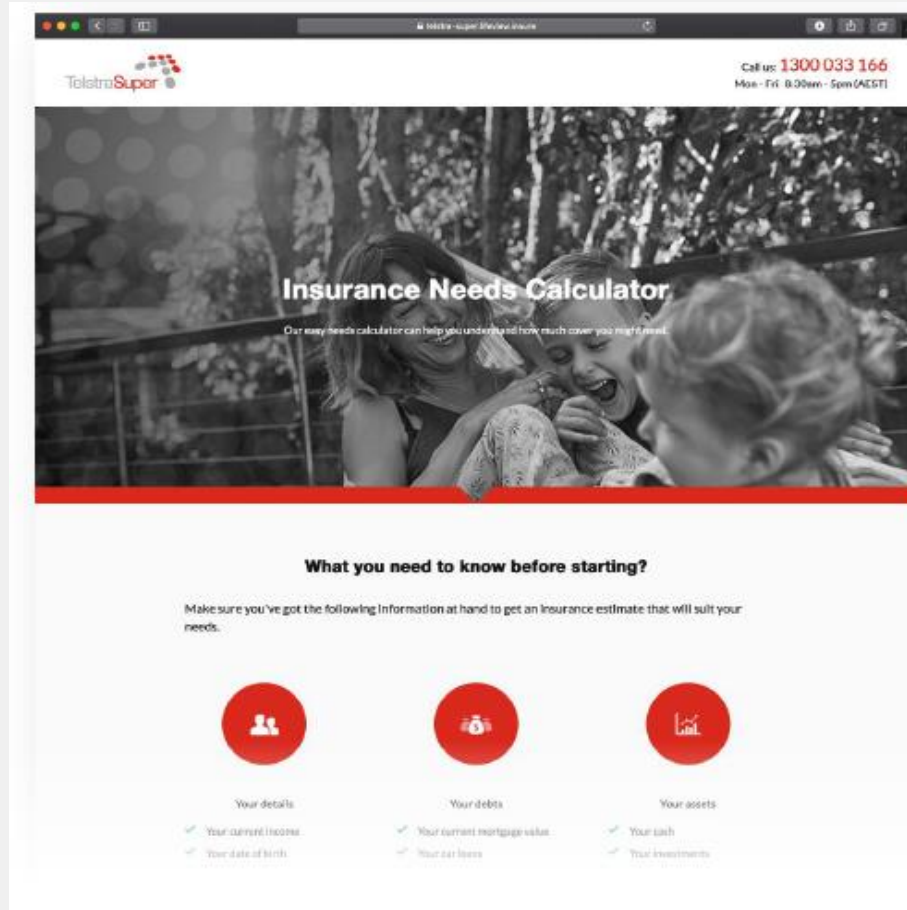 telstra-super.lifeview.insure
TelstraSuper
Call us: 1300 033 166
Mon - Fri 8:30am - 5pm (AEST)
Insurance Needs Calculator
Our easy needs calculator can help you understand how much cover you might need.
What you need to know before starting?
Make sure you've got the following information at hand to get an insurance estimate that will suit your
needs.
Your details
Your debts
Your assets
Your current income
Your current mortgage value
Your cash
Your date of birth
Your car loans
Your investments